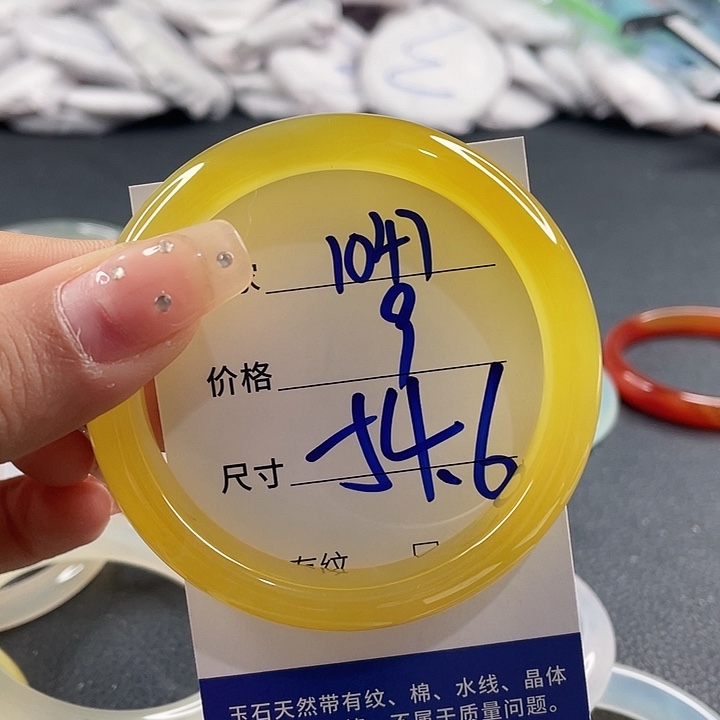 1047
9
价格
尺寸 54.6
有纹 □
玉石天然带有纹、棉、水线、晶体
不属于质量问题。